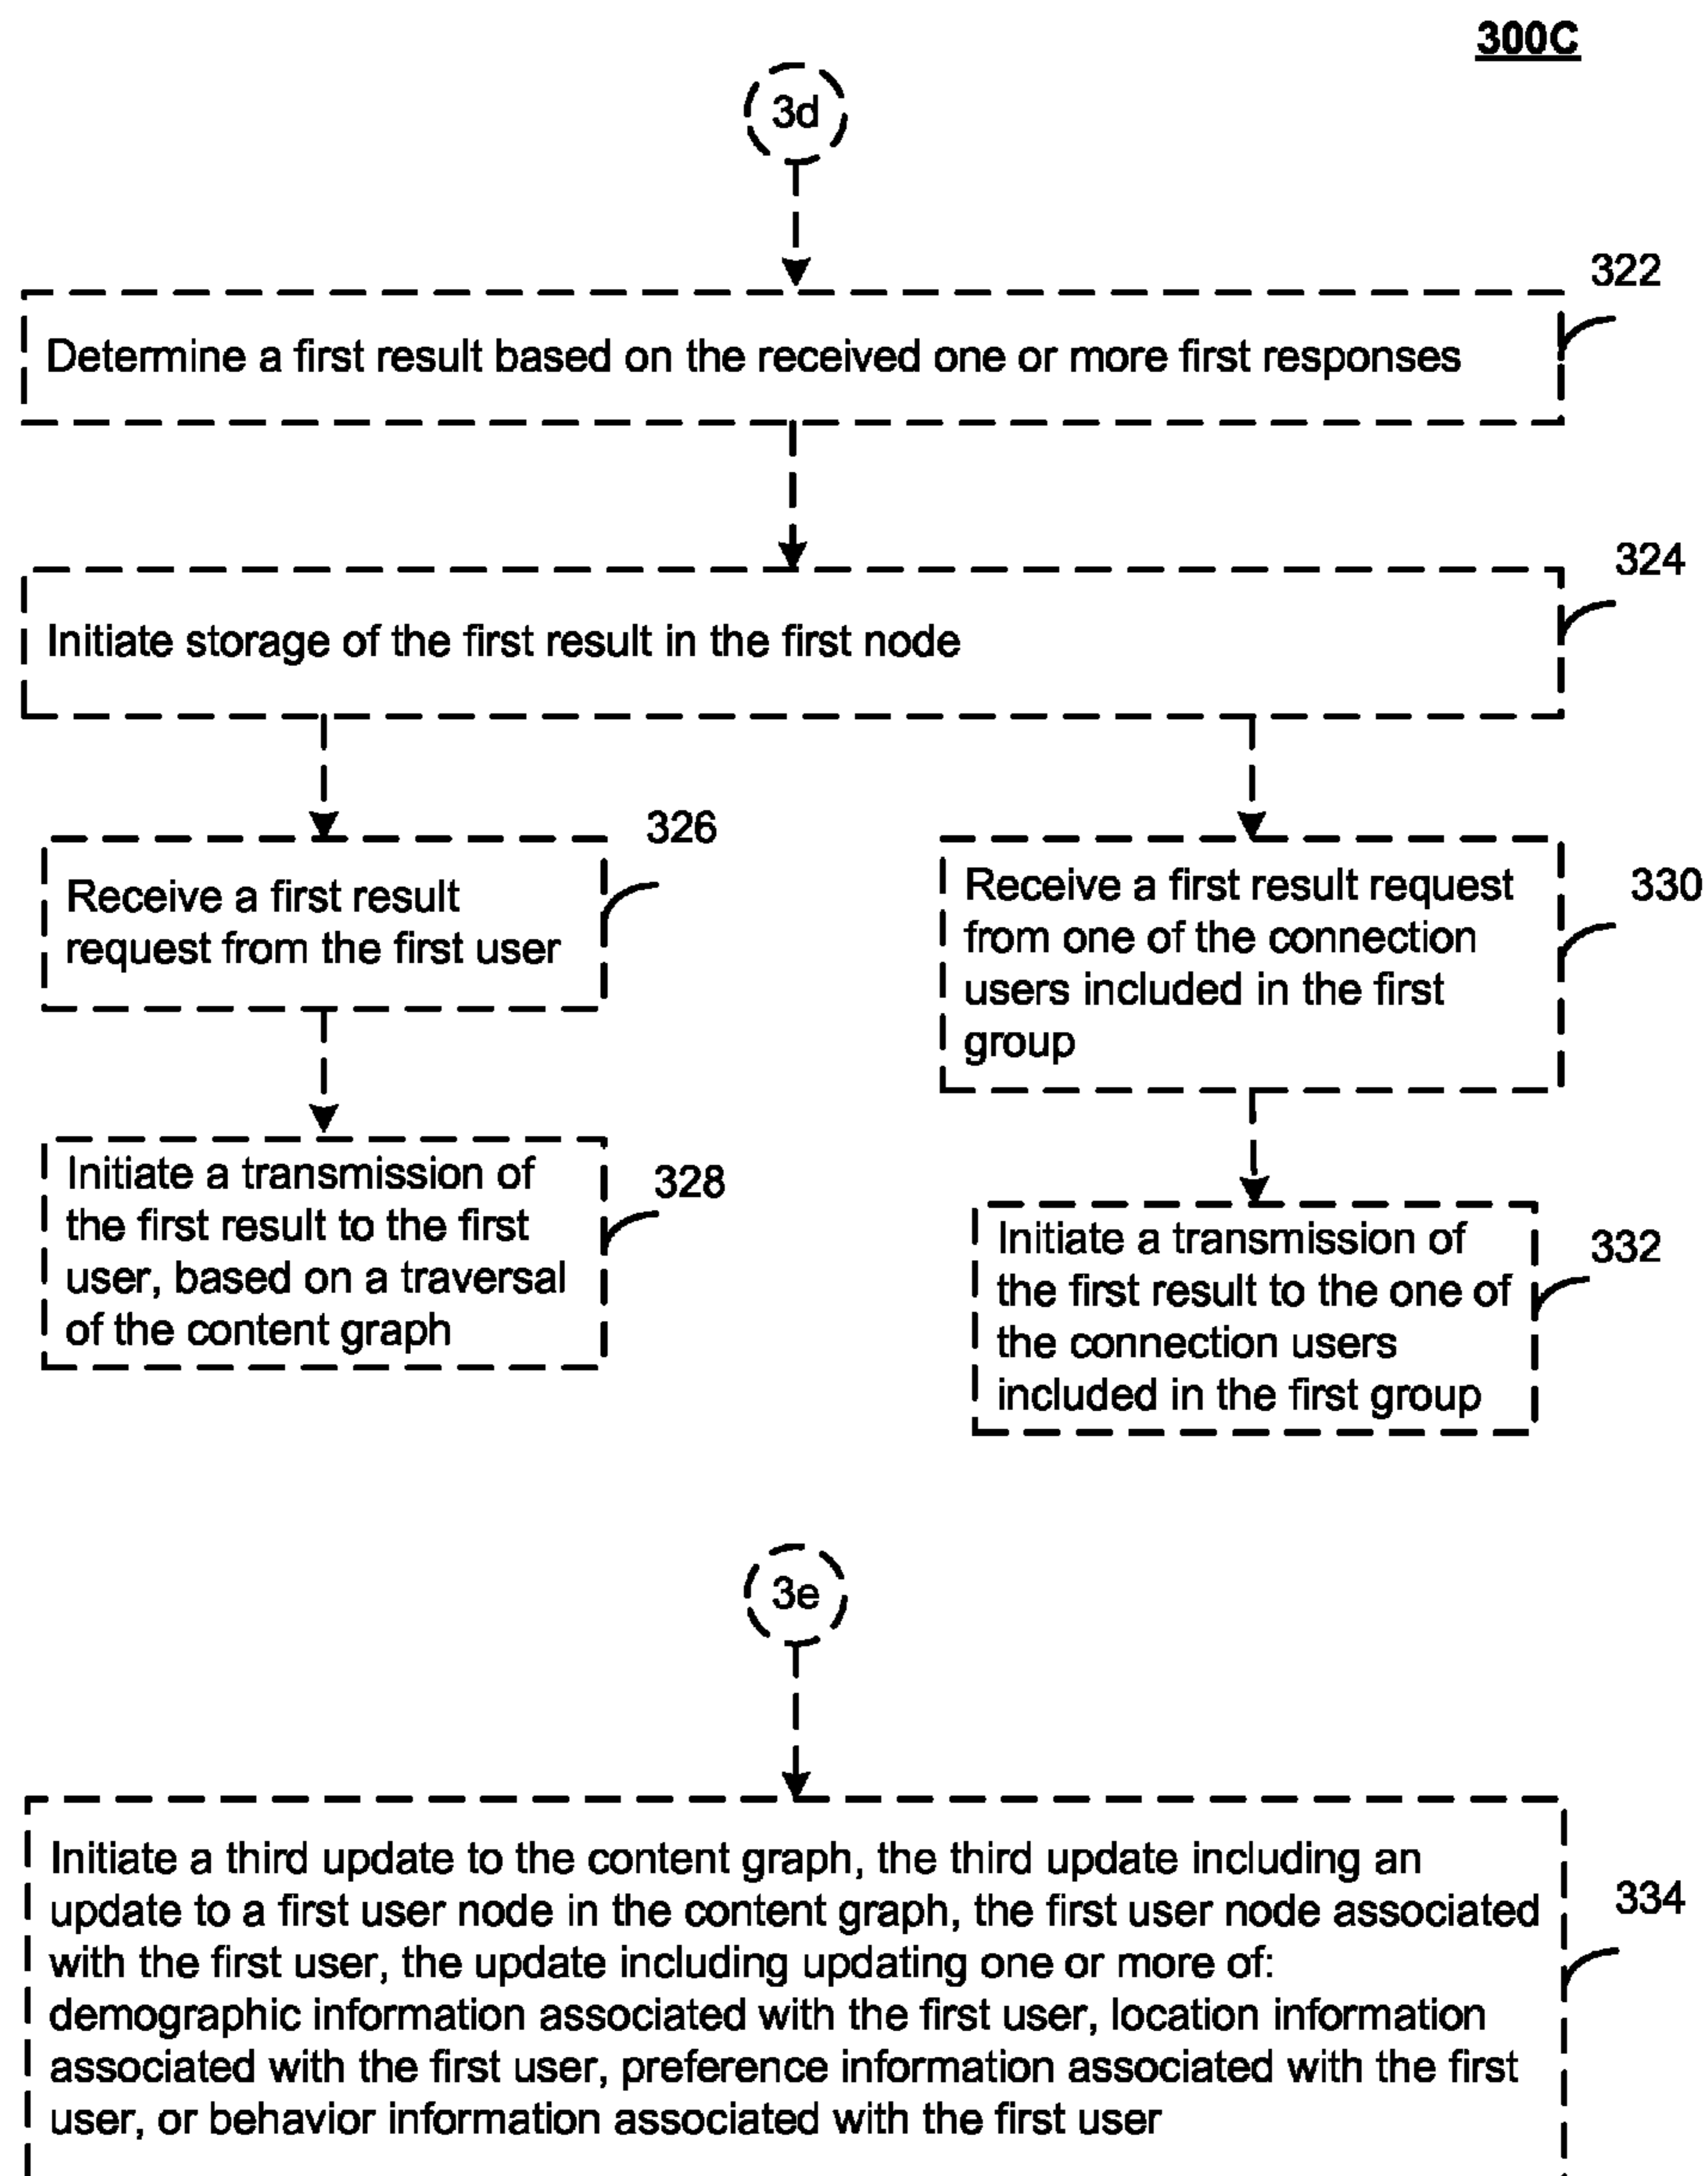 300C
3d
322
Determine a first result based on the received one or more first responses
324
Initiate storage of the first result in the first node
326
Receive a first result
request from the first user
330
Receive a first result request
from one of the connection
users included in the first
group
328
Initiate a transmission of
the first result to the first
user, based on a traversal
of the content graph
332
Initiate a transmission of
the first result to the one of
the connection users
included in the first group
3e
Initiate a third update to the content graph, the third update including an
update to a first user node in the content graph, the first user node associated
with the first user, the update including updating one or more of:
demographic information associated with the first user, location information
associated with the first user, preference information associated with the first
user, or behavior information associated with the first user
334